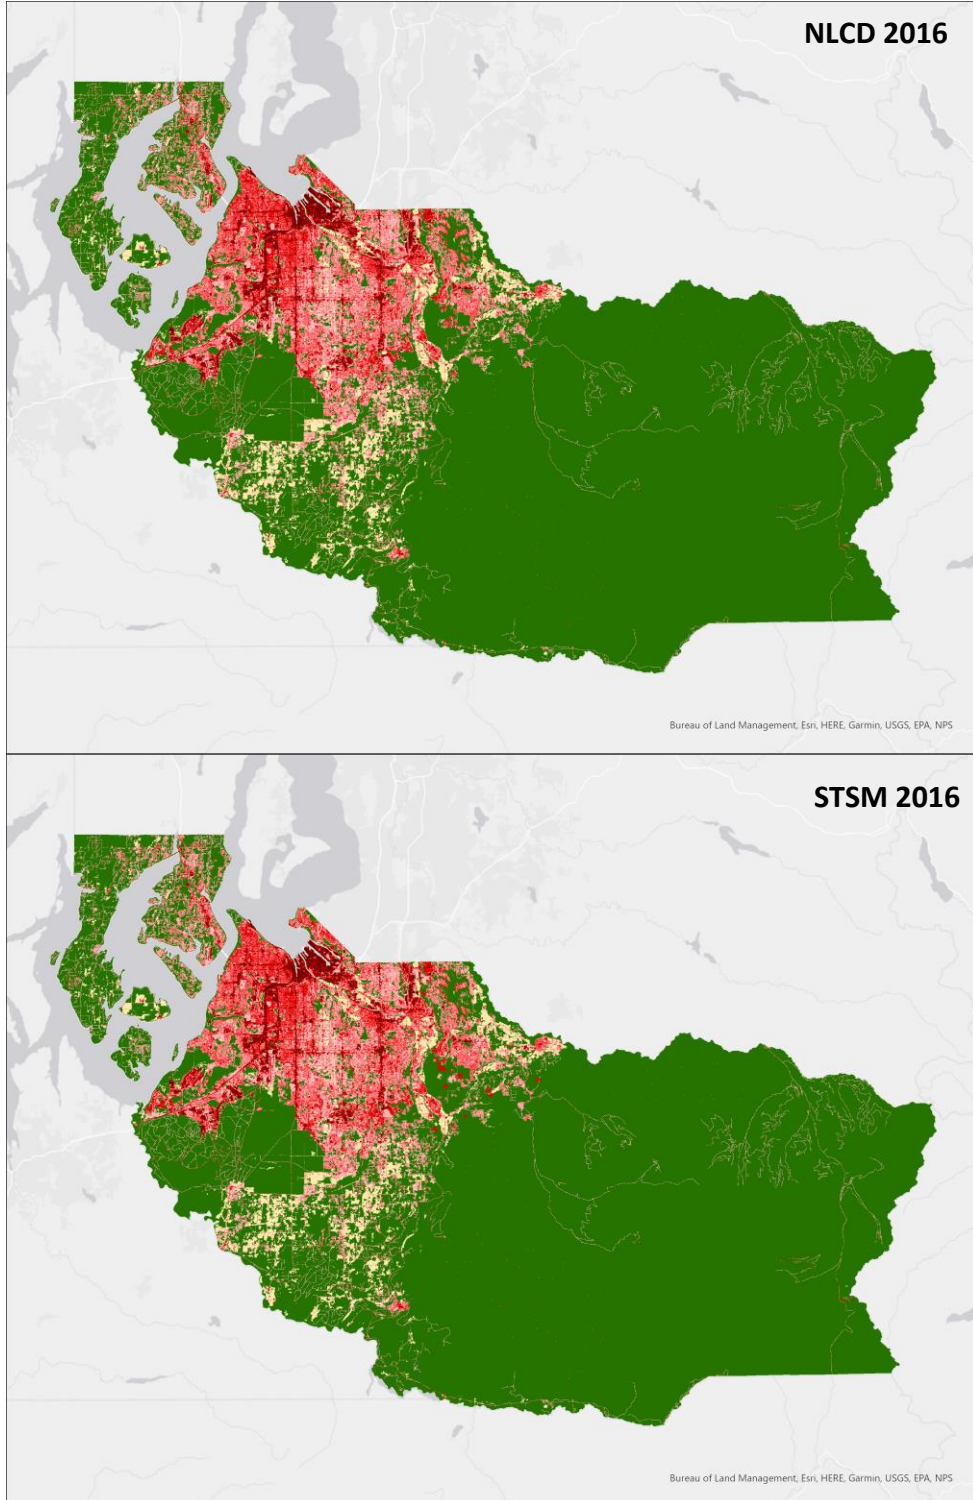 NLCD 2016
Bureau of Land Management, Esri, HERE, Garmin, USGS, EPA, NPS
STSM 2016
Bureau of Land Management, Esri, HERE, Garmin, USGS, EPA, NPS